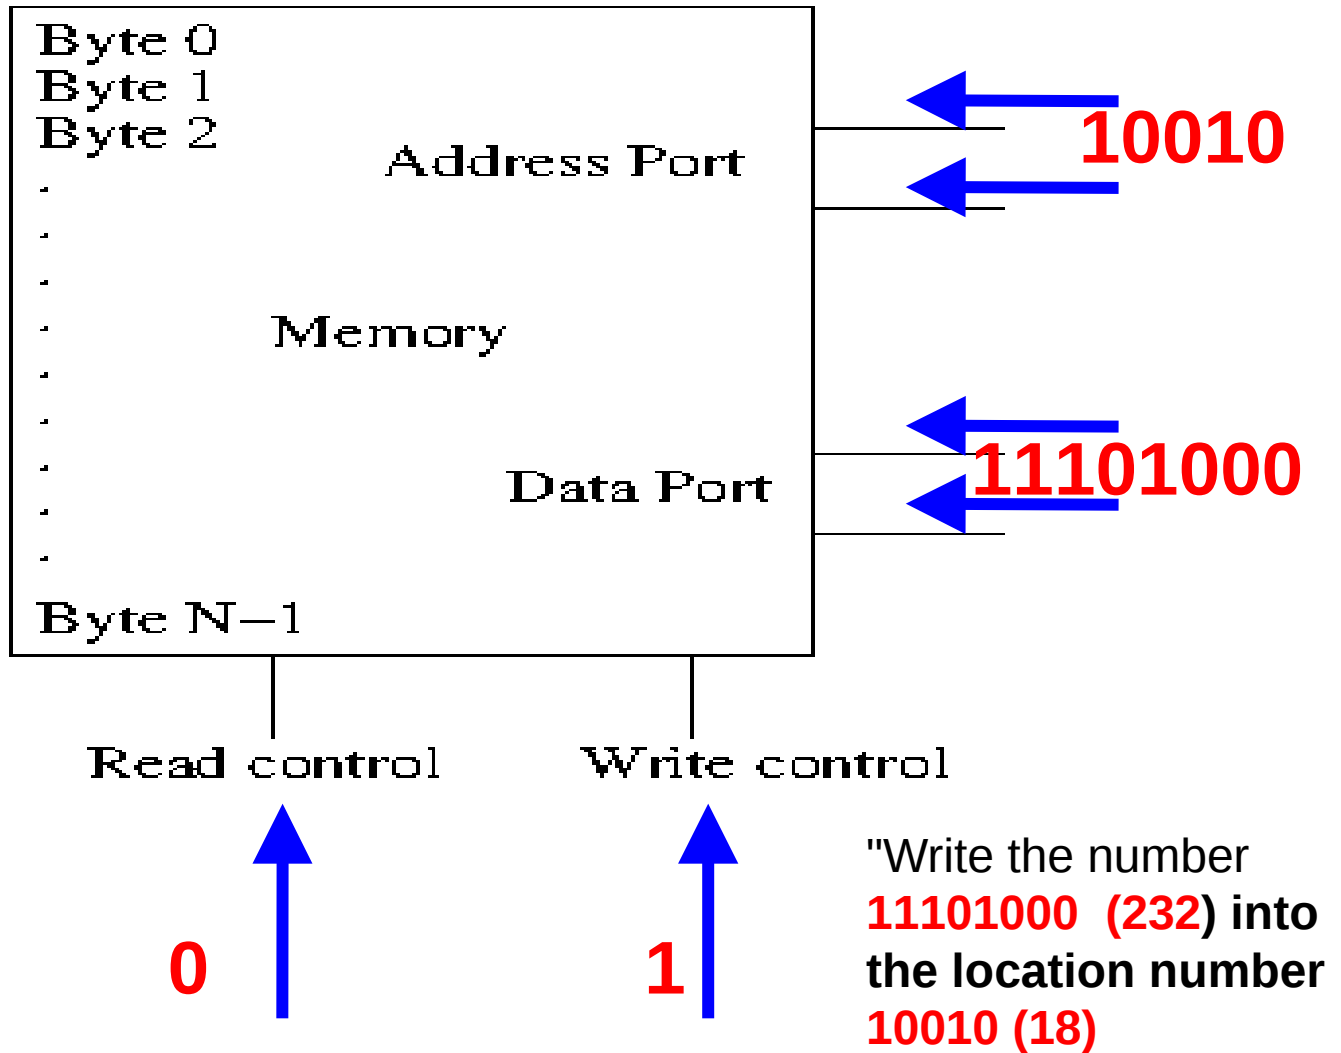 Byte 0
Byte 1
Byte 2
.
.
.
.
.
.
.
.
.
Byte N−1
Address Port
10010
Memory
Data Port
11101000
Read control
Write control
0
1
"Write the number
11101000 (232) into
the location number
10010 (18)